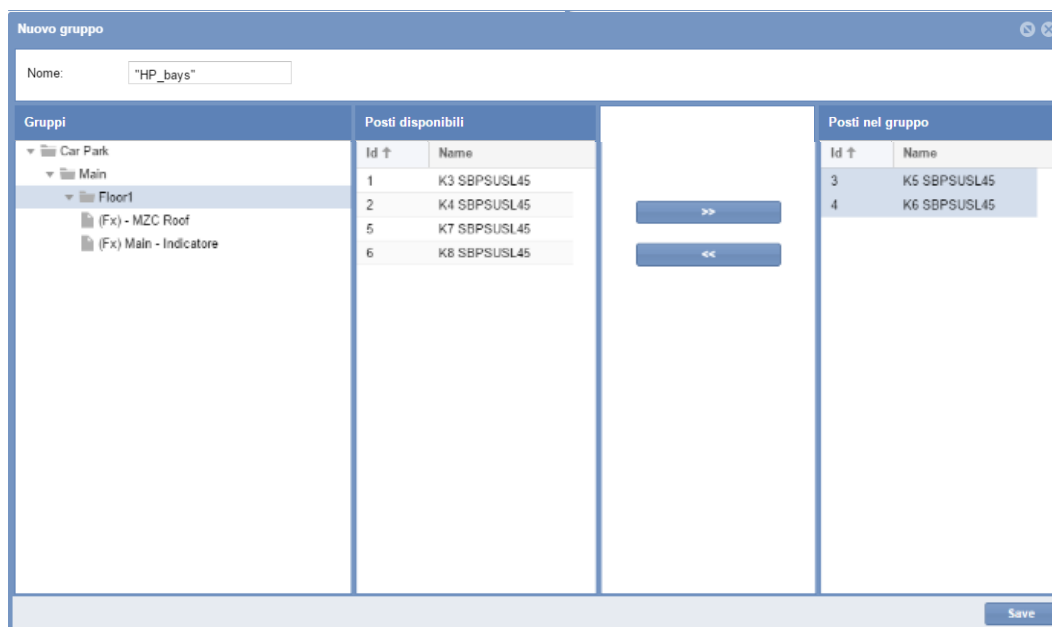 Nuovo gruppo
Nome: "HP_bays"
Gruppi
Car Park
Main
Floor1
(Fx) - MZC Roof
(Fx) Main - Indicatore
Posti disponibili
Id ↑ Name
1 K3 SBPSUSL45
2 K4 SBPSUSL45
5 K7 SBPSUSL45
6 K8 SBPSUSL45
>>
<<
Posti nel gruppo
Id ↑ Name
3 K5 SBPSUSL45
4 K6 SBPSUSL45
Save